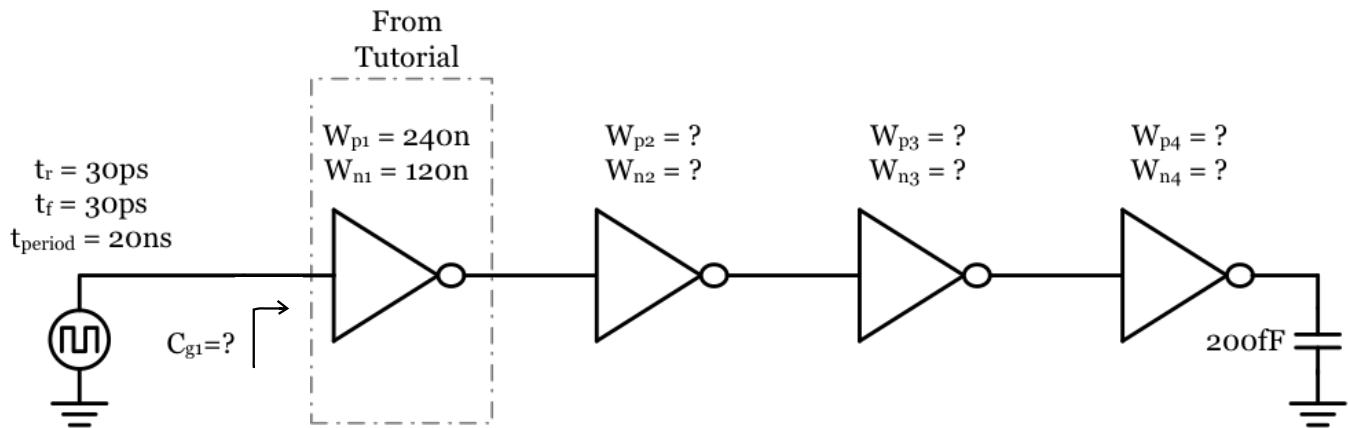 From
Tutorial
Wp1 = 240n
Wn1 = 120n
Wp2 = ?
Wn2 = ?
Wp3 = ?
Wn3 = ?
Wp4 = ?
Wn4 = ?
tr = 30ps
tf = 30ps
tperiod = 20ns
Cg1=?
200fF